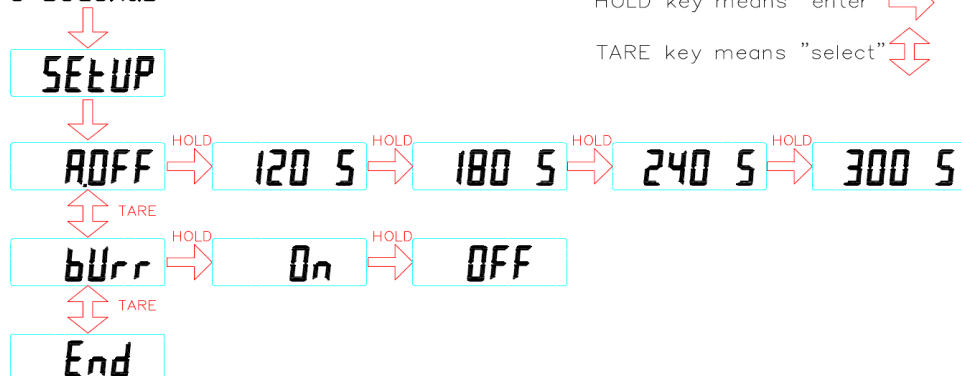 HOLD key means "enter"
TARE key means "select"
SEtUP
A.OFF HOLD 120 S HOLD 180 S HOLD 240 S HOLD 300 S
TARE
bUrr HOLD On HOLD OFF
TARE
End